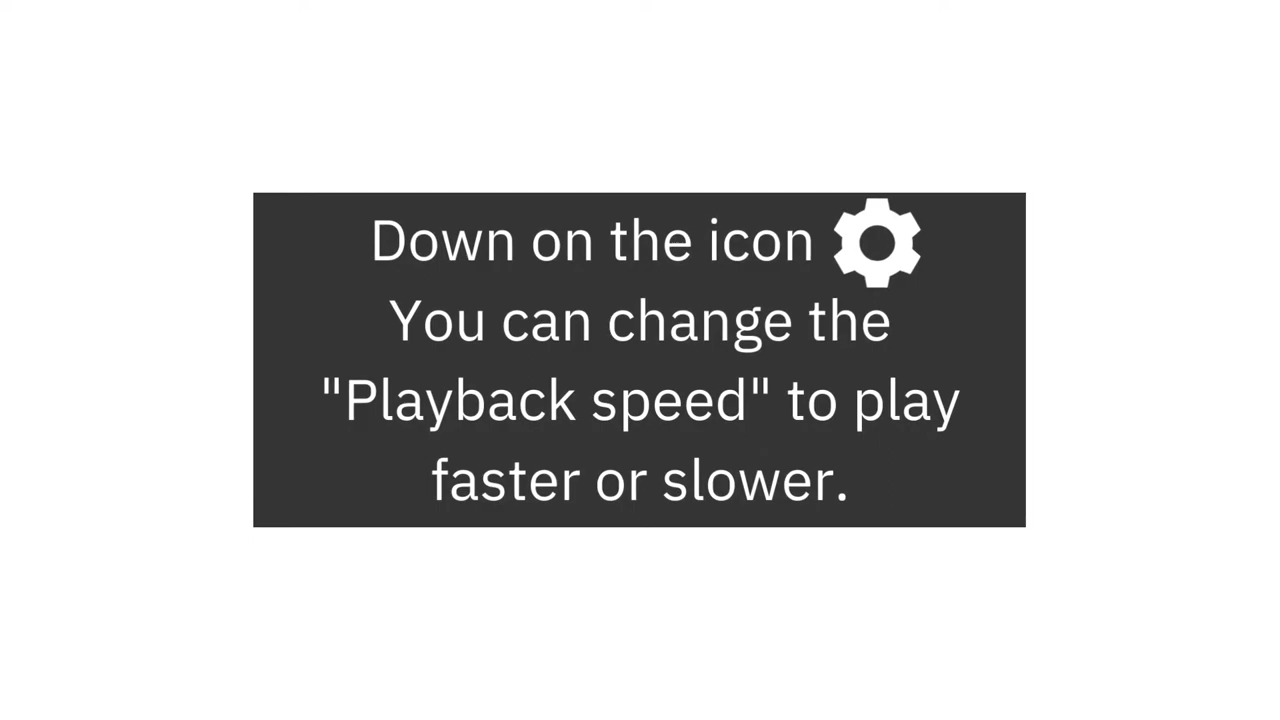 Down on the icon
You can change the
"Playback speed" to play
faster or slower.